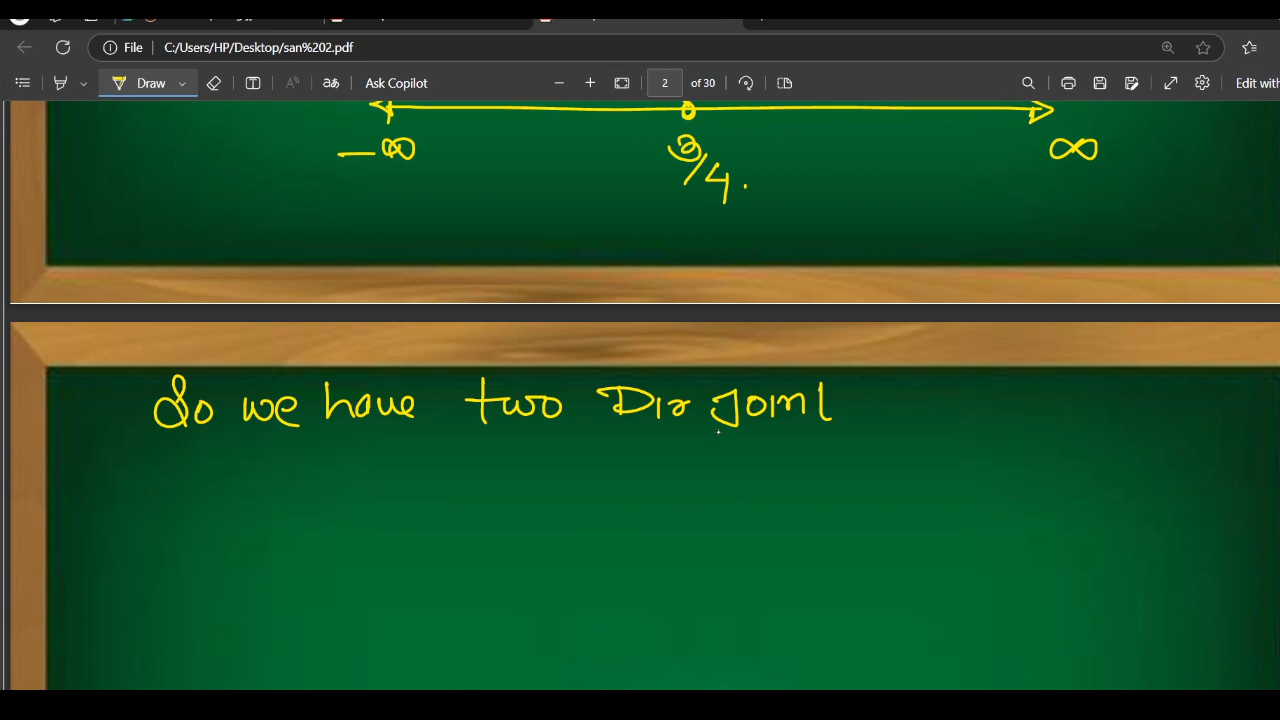 File C:/Users/HP/Desktop/san%202.pdf
Draw Ask Copilot 2 of 30 Edit with
-∞ 3/4. ∞
So we have two Disjoint